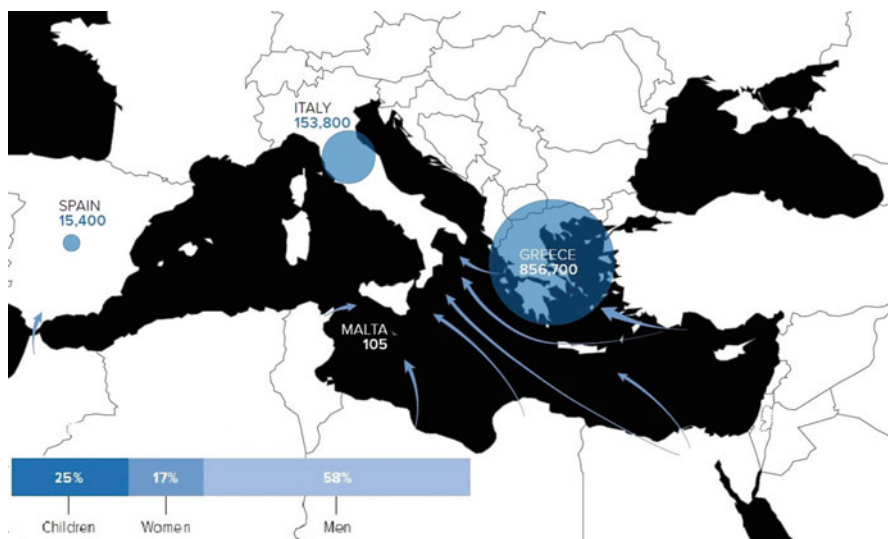 ITALY
153,800
SPAIN
15,400
GREECE
856,700
MALTA
105
25% 17% 58%
Children Women Men